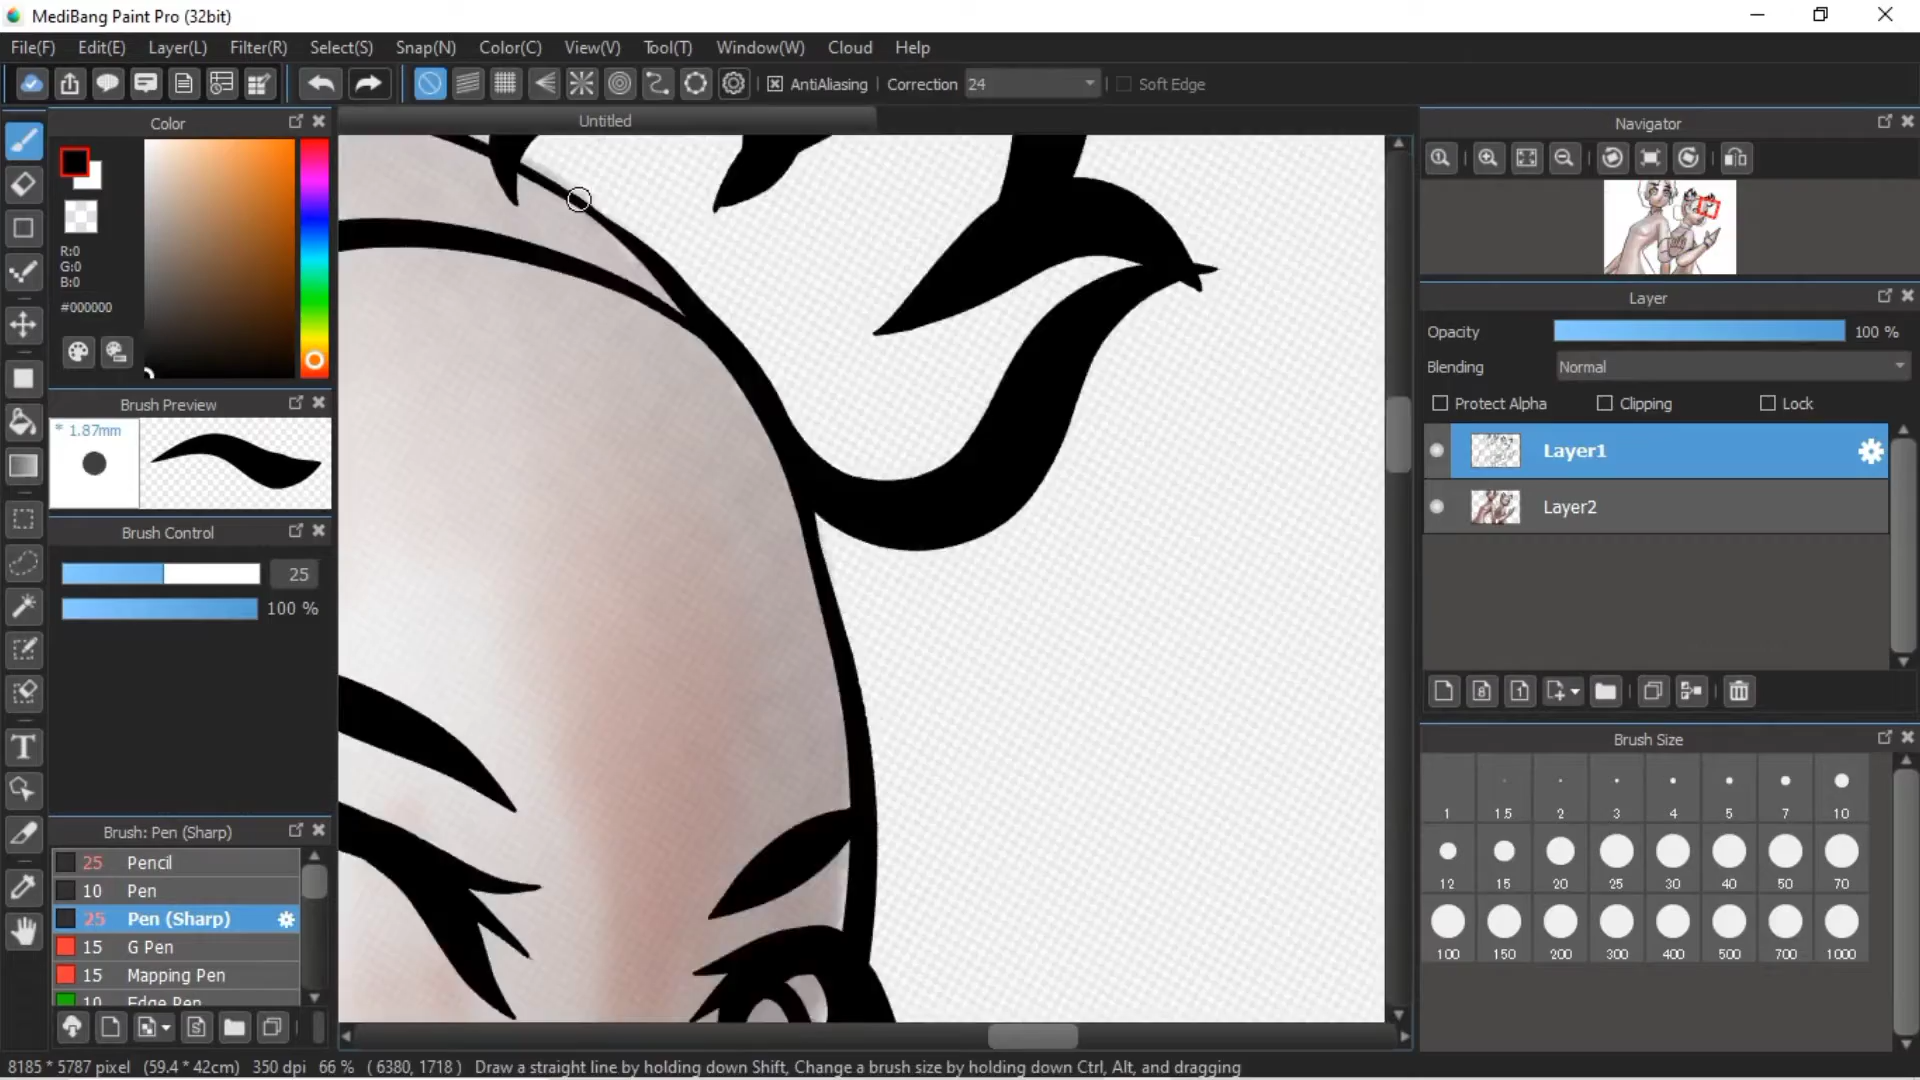 MediBang Paint Pro (32bit)
File(F) Edit(E) Layer(L) Filter(R) Select(S) Snap(N) Color(C) View(V) Tool(T) Window(W) Cloud Help
AntiAliasing Correction 24 Soft Edge
Color
Untitled
Navigator
R:0
G:0
B:0
#000000
Layer
Opacity 100 %
Blending Normal
Protect Alpha Clipping Lock
Layer1
Layer2
Brush Preview
* 1.87mm
Brush Control
25
100 %
Brush Size
1 1.5 2 3 4 5 7 10
12 15 20 25 30 40 50 70
100 150 200 300 400 500 700 1000
Brush: Pen (Sharp)
25 Pencil
10 Pen
25 Pen (Sharp)
15 G Pen
15 Mapping Pen
10 Edge Pen
8185 * 5787 pixel (59.4 * 42cm) 350 dpi 66 % ( 6380, 1718 ) Draw a straight line by holding down Shift, Change a brush size by holding down Ctrl, Alt, and dragging